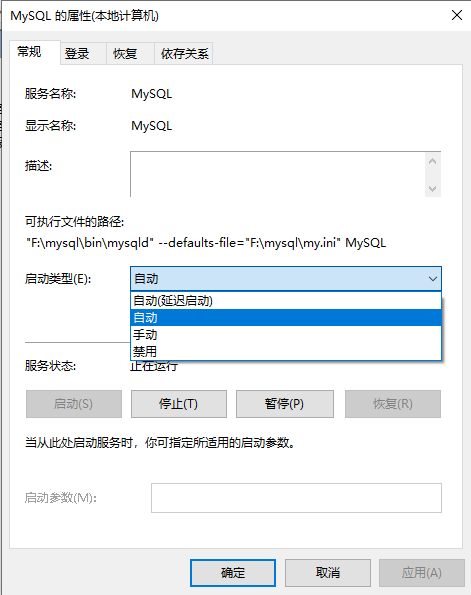 MySQL 的属性(本地计算机)
常规 登录 恢复 依存关系
服务名称: MySQL
显示名称: MySQL
描述:
可执行文件的路径:
"F:\mysql\bin\mysqld" --defaults-file="F:\mysql\my.ini" MySQL
启动类型(E): 自动
自动(延迟启动)
自动
手动
禁用
服务状态: 正在运行
启动(S) 停止(T) 暂停(P) 恢复(R)
当从此处启动服务时，你可指定所适用的启动参数。
启动参数(M):
确定 取消 应用(A)